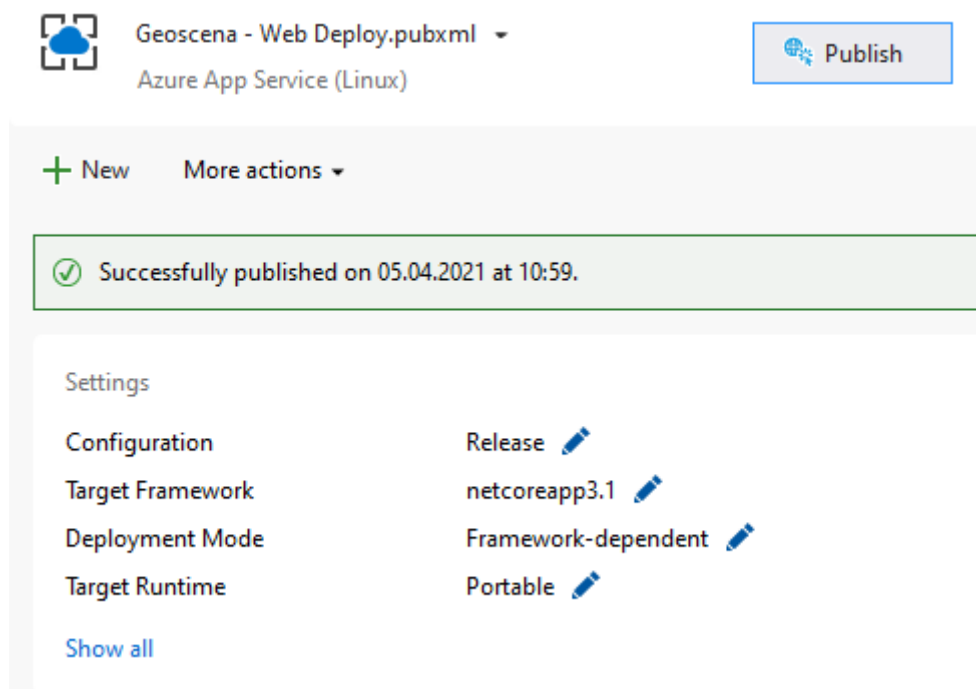 Geoscena - Web Deploy.pubxml
Publish
Azure App Service (Linux)
New More actions
Successfully published on 05.04.2021 at 10:59.
Settings
Configuration Release
Target Framework netcoreapp3.1
Deployment Mode Framework-dependent
Target Runtime Portable
Show all